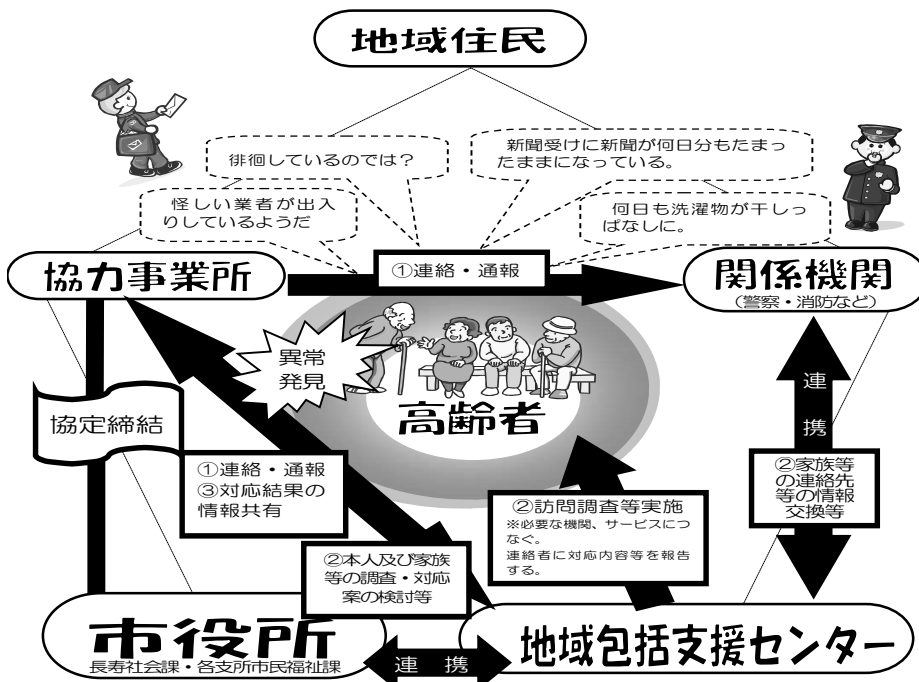 地域住民
徘徊しているのでは？
新聞受けに新聞が何日分もたまっ
たままになっている。
怪しい業者が出入
りしているようだ
何日も洗濯物が干しっ
ぱなしに。
協力事業所
①連絡・通報
関係機関
（警察・消防など）
異常
発見
高齢者
連
携
協定締結
①連絡・通報
③対応結果の
情報共有
②家族等
の連絡先
等の情報
交換等
②訪問調査等実施
※必要な機関、サービスにつ
なぐ。
連絡者に対応内容等を報告
する。
②本人及び家族
等の調査・対応
案の検討等
市役所
長寿社会課・各支所市民福祉課
連　携
地域包括支援センター